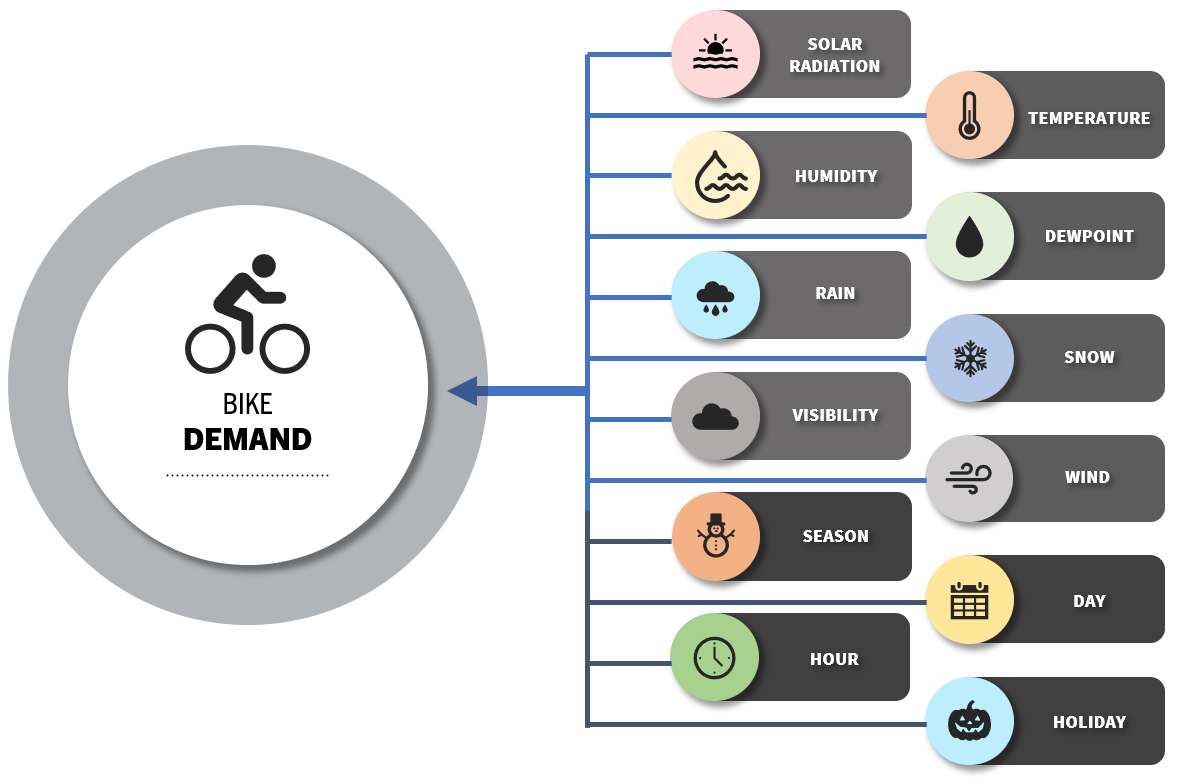 BIKE
DEMAND
SOLAR
RADIATION
TEMPERATURE
HUMIDITY
DEWPOINT
RAIN
SNOW
VISIBILITY
WIND
SEASON
DAY
HOUR
HOLIDAY